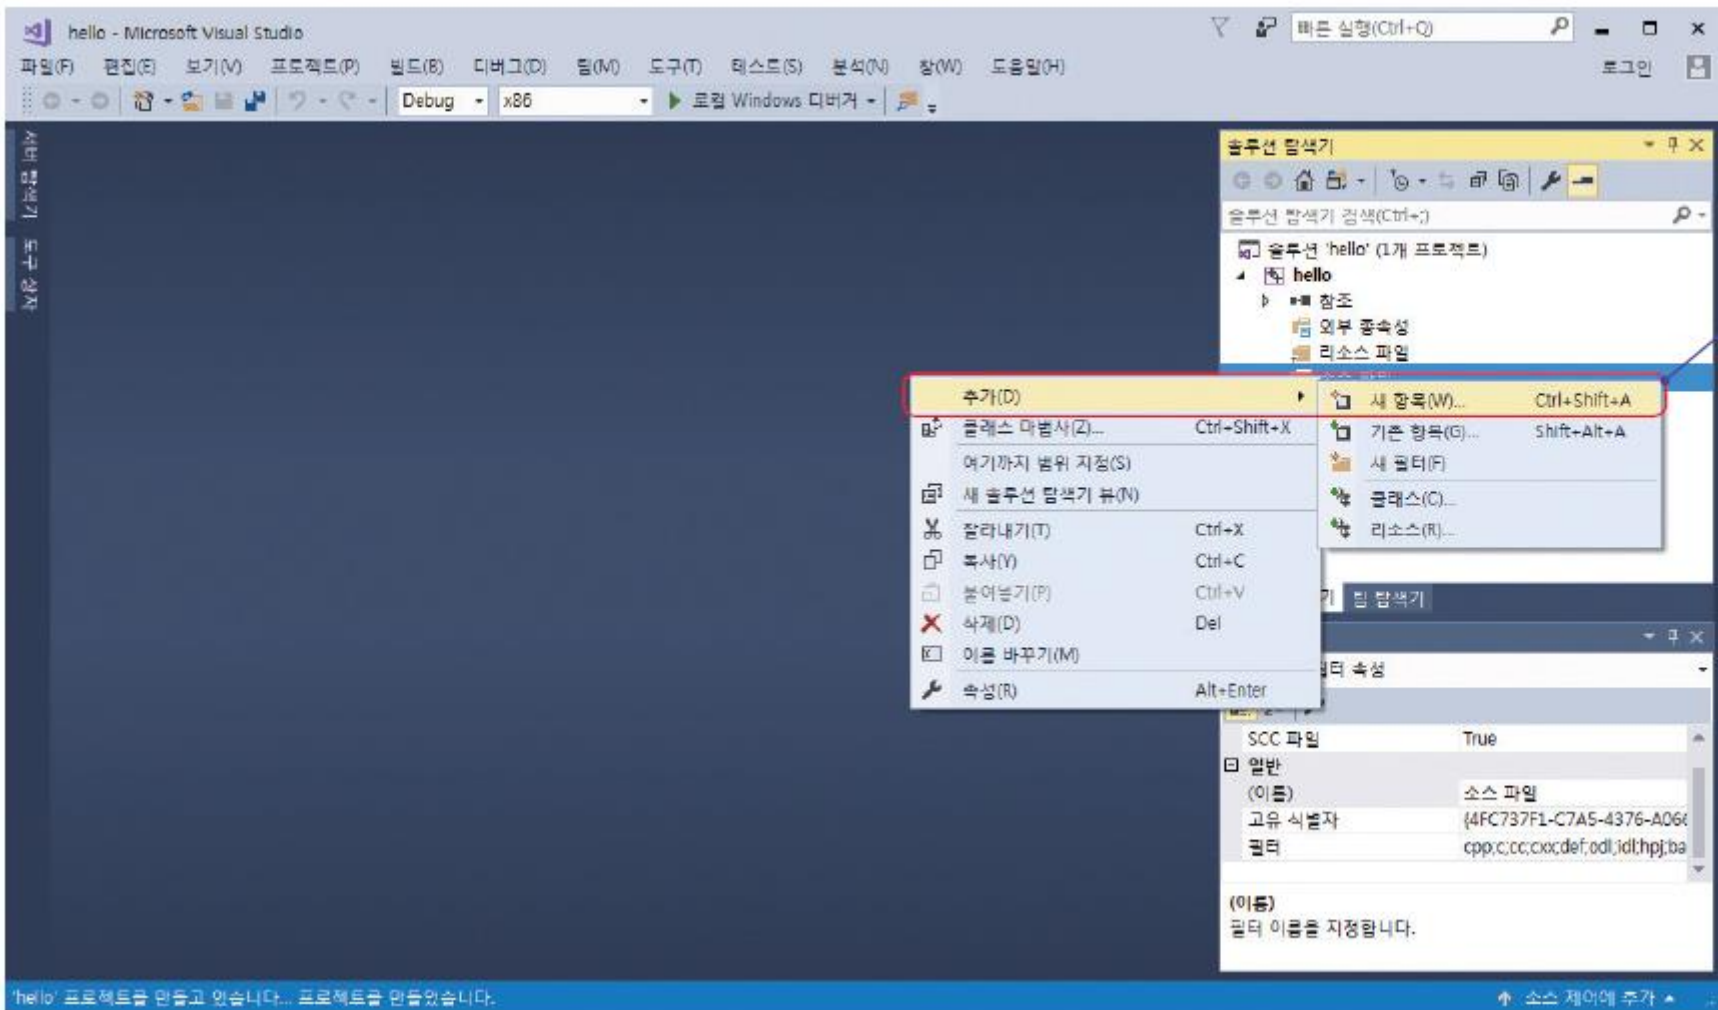 hello - Microsoft Visual Studio
빠른 실행(Ctrl+Q)
파일(F) 편집(E) 보기(V) 프로젝트(P) 빌드(B) 디버그(D) 팀(M) 도구(T) 테스트(S) 분석(N) 창(W) 도움말(H)
로그인
Debug x86 로컬 Windows 디버거
서버 탐색기
도구 상자
솔루션 탐색기
솔루션 탐색기 검색(Ctrl+;)
솔루션 'hello' (1개 프로젝트)
hello
참조
외부 종속성
리소스 파일
추가(D)
클래스 마법사(Z)... Ctrl+Shift+X
여기까지 범위 지정(S)
새 솔루션 탐색기 뷰(N)
잘라내기(T) Ctrl+X
복사(Y) Ctrl+C
붙여넣기(P) Ctrl+V
삭제(D) Del
이름 바꾸기(M)
속성(R) Alt+Enter
새 항목(W)... Ctrl+Shift+A
기존 항목(G)... Shift+Alt+A
새 필터(F)
클래스(C)...
리소스(R)...
팀 탐색기
속성
SCC 파일 True
일반
(이름) 소스 파일
고유 식별자 {4FC737F1-C7A5-4376-A066
필터 cpp;c;cc;cxx;def;odl;idl;hpj;ba
(이름)
필터 이름을 지정합니다.
'hello' 프로젝트를 만들고 있습니다... 프로젝트를 만들었습니다.
소스 제어에 추가